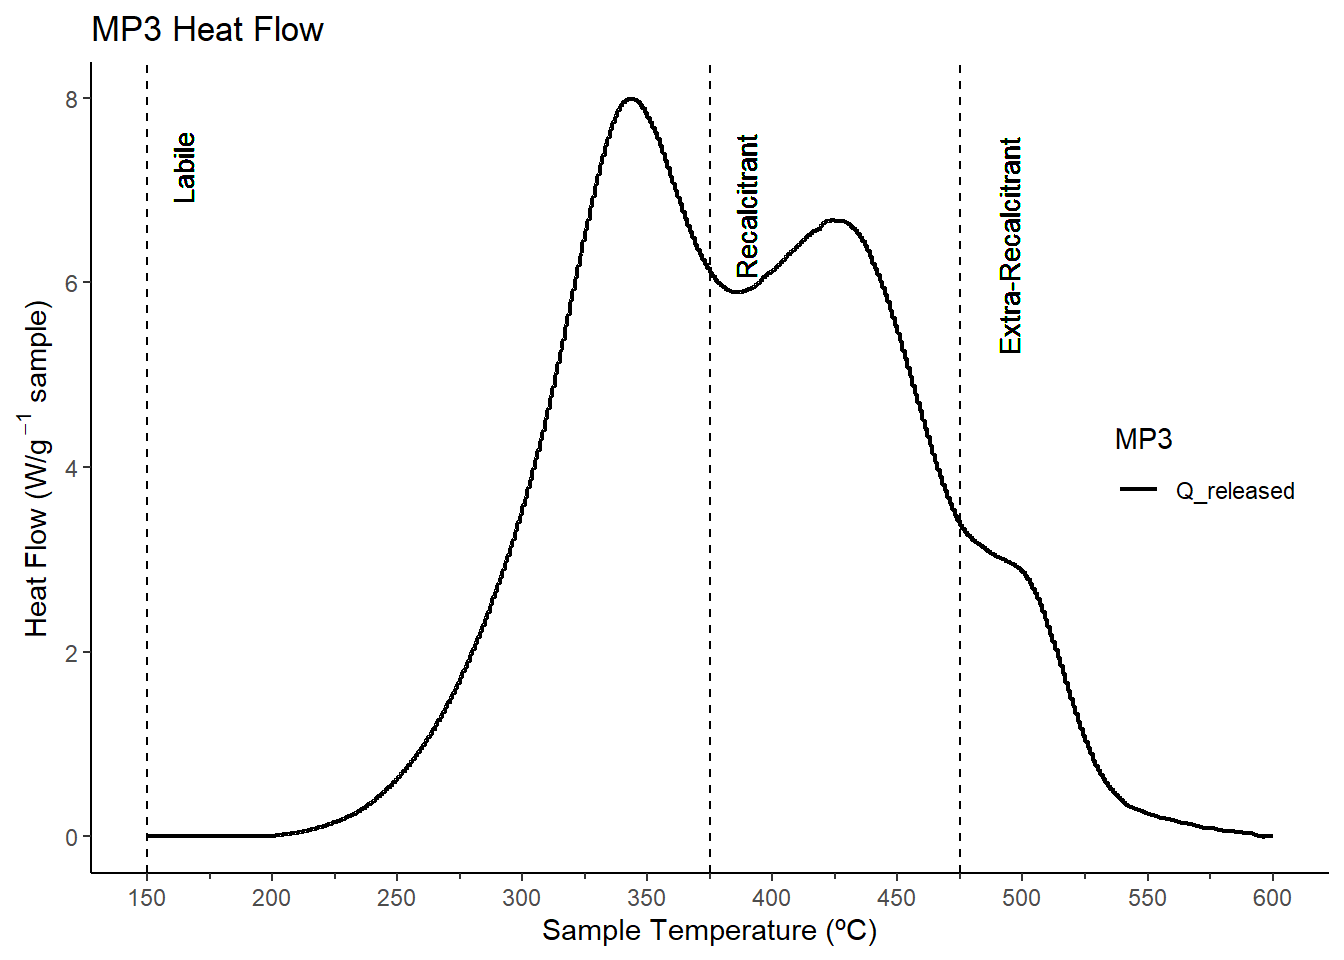 MP3 Heat Flow
Labile
Recalcitrant
Extra-Recalcitrant
8
6
4
2
0
Heat Flow (W/g⁻¹ sample)
MP3
Q_released
150 200 250 300 350 400 450 500 550 600
Sample Temperature (ºC)